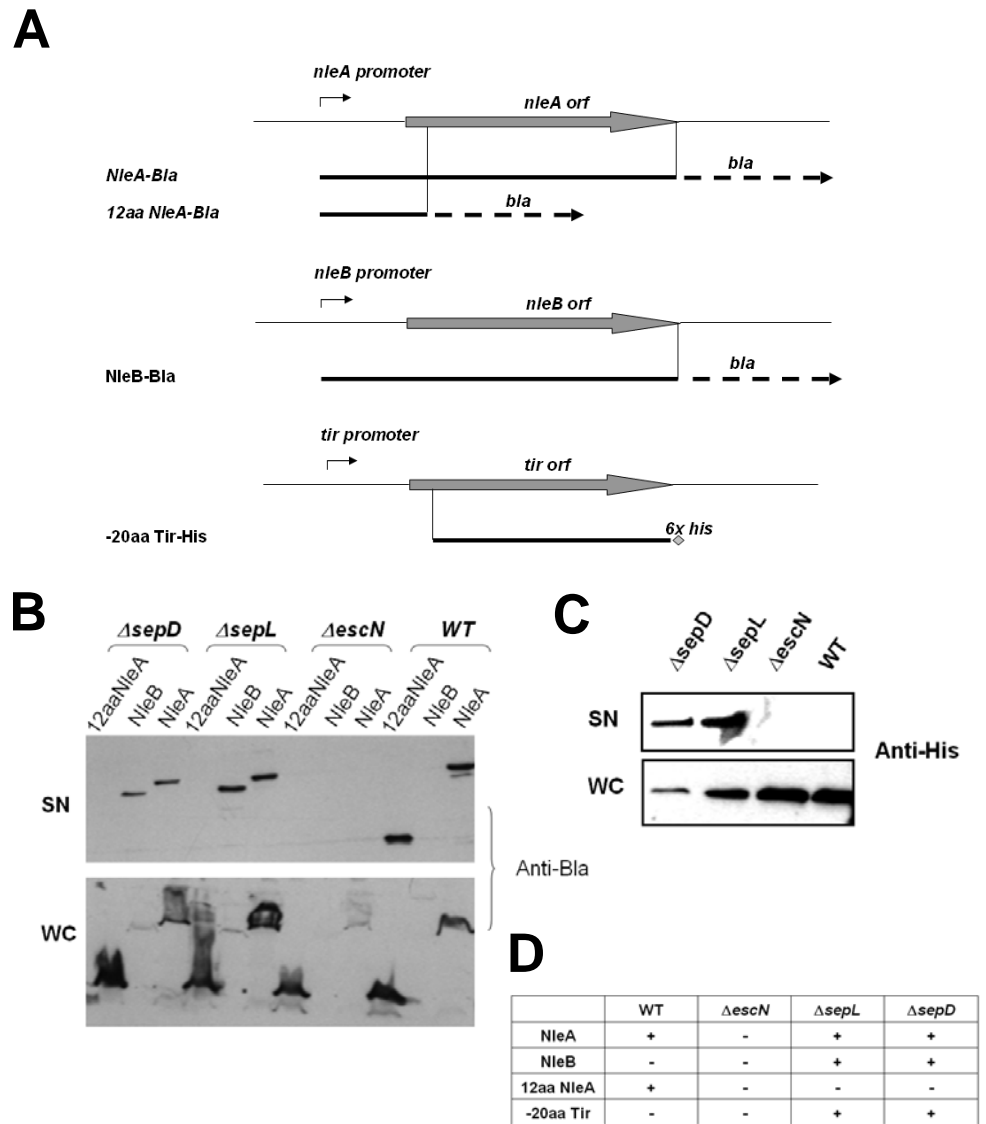 A
nleA promoter
nleA orf
NleA-Bla
bla
12aa NleA-Bla
bla
nleB promoter
nleB orf
NleB-Bla
bla
tir promoter
tir orf
-20aa Tir-His
6x his
B
ΔsepD ΔsepL ΔescN WT
12aaNleA NleB NleA 12aaNleA NleB NleA 12aaNleA NleB NleA 12aaNleA NleB NleA
SN
WC
Anti-Bla
C
ΔsepD ΔsepL ΔescN WT
SN
WC
Anti-His
D
WT ΔescN ΔsepL ΔsepD
NleA + - + +
NleB - - + +
12aa NleA + - - -
-20aa Tir - - + +